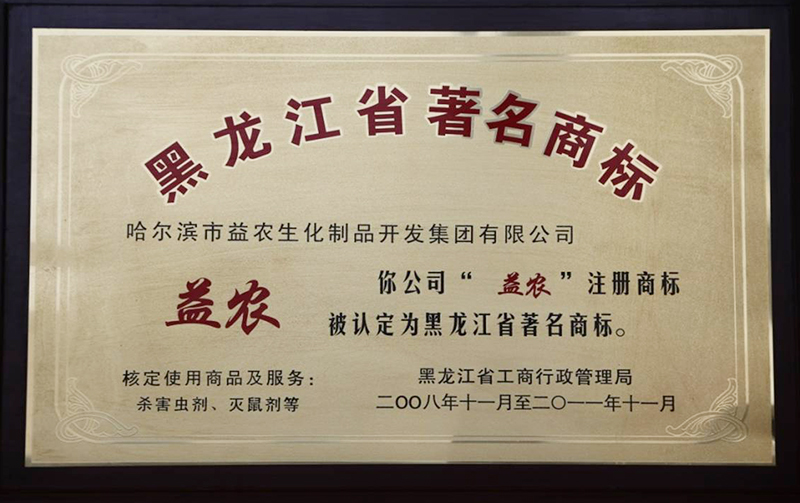 黑龙江省著名商标
哈尔滨市益农生化制品开发集团有限公司
益农
你公司“益农”注册商标
被认定为黑龙江省著名商标。
核定使用商品及服务：
杀害虫剂、灭鼠剂等
黑龙江省工商行政管理局
二〇〇八年十一月至二〇一一年十一月